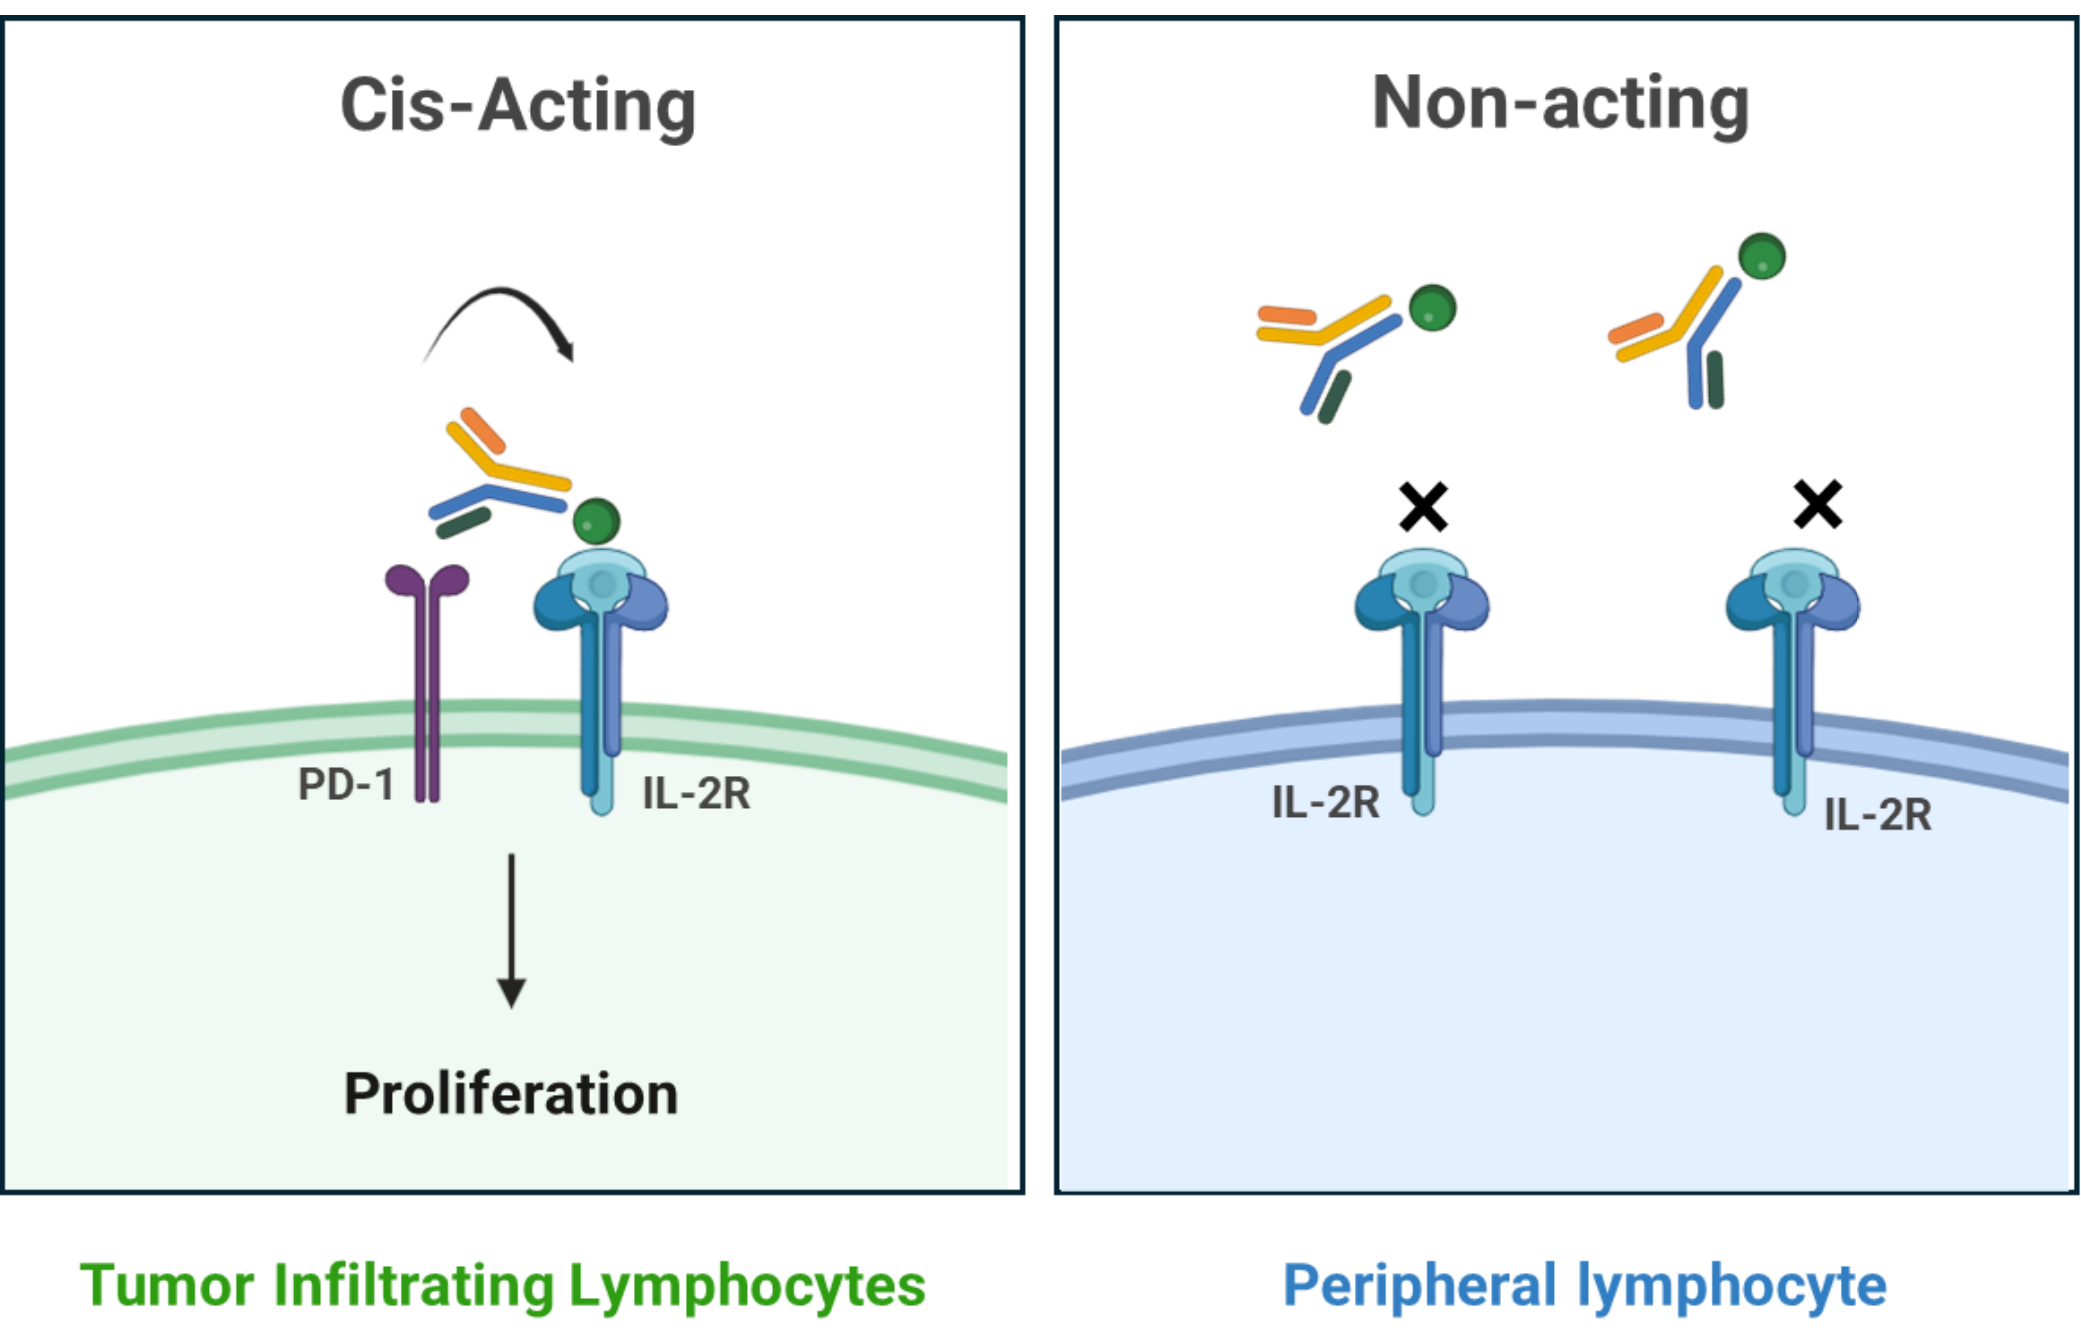 Cis-Acting
PD-1
IL-2R
Proliferation
Tumor Infiltrating Lymphocytes
Non-acting
IL-2R
IL-2R
Peripheral lymphocyte